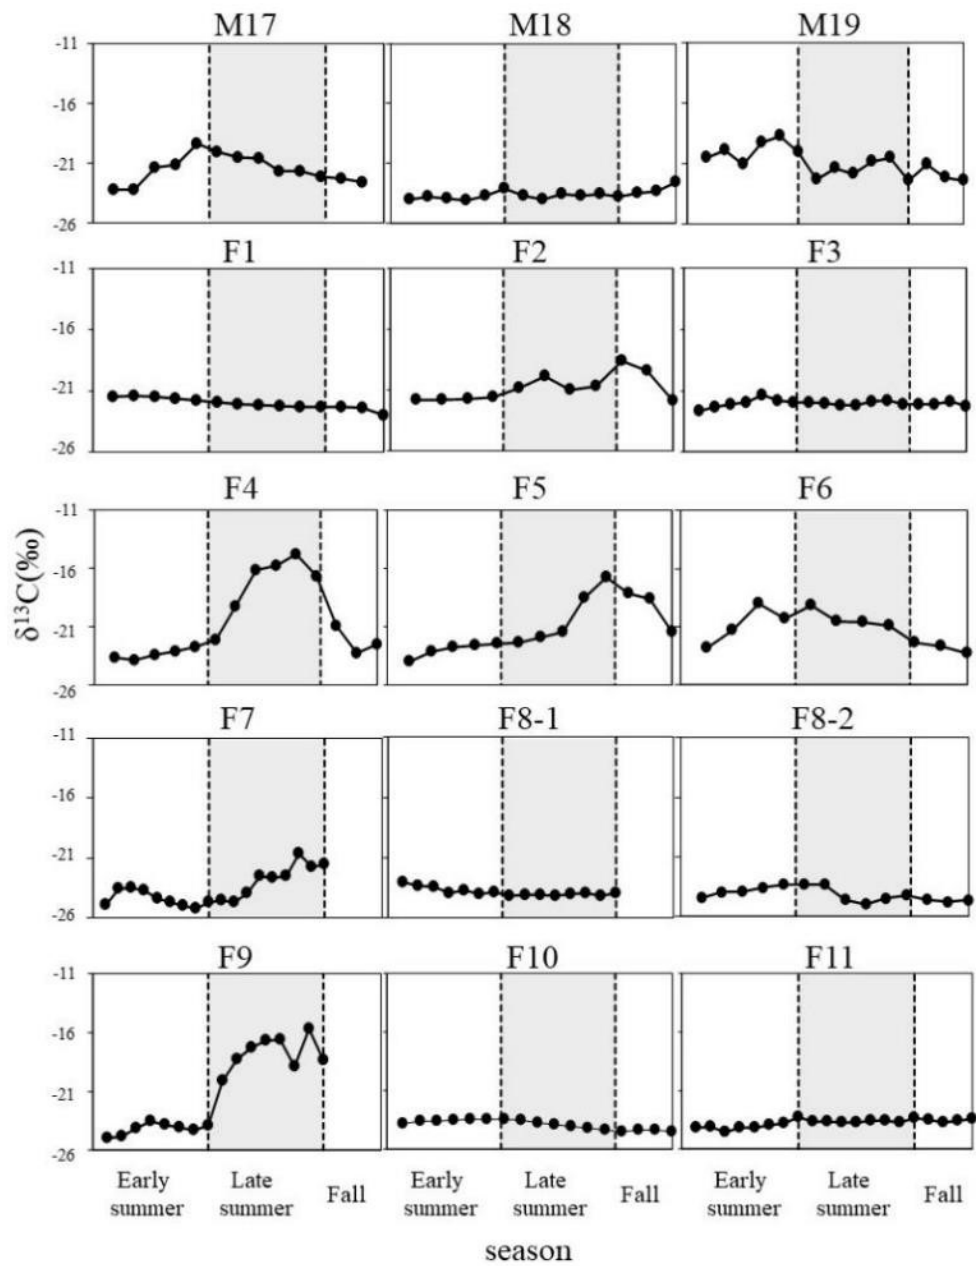 M17 M18 M19
-11
-16
-21
-26
F1 F2 F3
-11
-16
-21
-26
F4 F5 F6
-11
-16
-21
-26
δ¹³C(‰)
F7 F8-1 F8-2
-11
-16
-21
-26
F9 F10 F11
-11
-16
-21
-26
Early Late Early Late Early Late
summer summer Fall summer summer Fall summer summer Fall
season